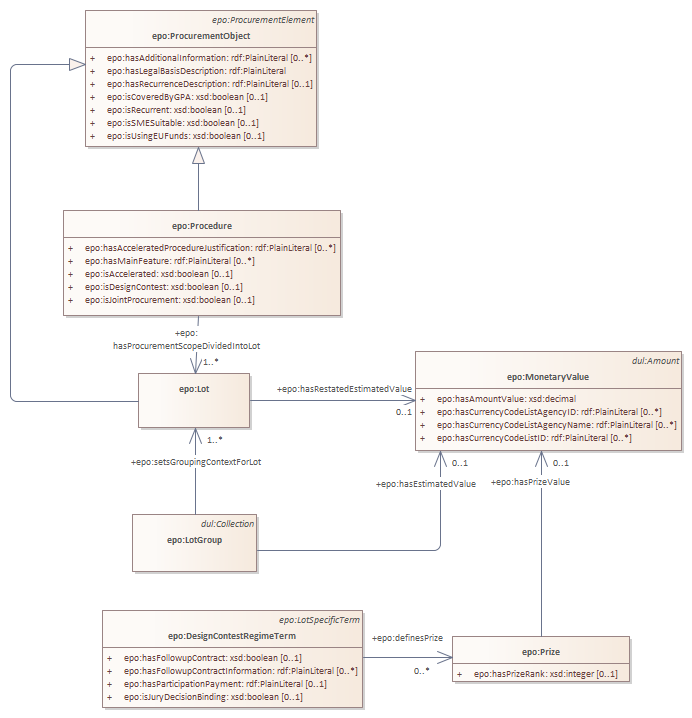 epo:ProcurementElement
epo:ProcurementObject
+ epo:hasAdditionalInformation: rdf:PlainLiteral [0..*]
+ epo:hasLegalBasisDescription: rdf:PlainLiteral
+ epo:hasRecurrenceDescription: rdf:PlainLiteral [0..1]
+ epo:isCoveredByGPA: xsd:boolean [0..1]
+ epo:isRecurrent: xsd:boolean [0..1]
+ epo:isSMESuitable: xsd:boolean [0..1]
+ epo:isUsingEUFunds: xsd:boolean [0..1]
epo:Procedure
+ epo:hasAcceleratedProcedureJustification: rdf:PlainLiteral [0..*]
+ epo:hasMainFeature: rdf:PlainLiteral [0..*]
+ epo:isAccelerated: xsd:boolean [0..1]
+ epo:isDesignContest: xsd:boolean [0..1]
+ epo:isJointProcurement: xsd:boolean [0..1]
+epo:
hasProcurementScopeDividedIntoLot
1..*
epo:Lot
+epo:hasRestatedEstimatedValue
0..1
dul:Amount
epo:MonetaryValue
+ epo:hasAmountValue: xsd:decimal
+ epo:hasCurrencyCodeListAgencyID: rdf:PlainLiteral [0..*]
+ epo:hasCurrencyCodeListAgencyName: rdf:PlainLiteral [0..*]
+ epo:hasCurrencyCodeListID: rdf:PlainLiteral [0..*]
1..*
+epo:setsGroupingContextForLot
0..1
+epo:hasEstimatedValue
0..1
+epo:hasPrizeValue
dul:Collection
epo:LotGroup
epo:LotSpecificTerm
epo:DesignContestRegimeTerm
+ epo:hasFollowupContract: xsd:boolean [0..1]
+ epo:hasFollowupContractInformation: rdf:PlainLiteral [0..*]
+ epo:hasParticipationPayment: rdf:PlainLiteral [0..1]
+ epo:isJuryDecisionBinding: xsd:boolean [0..1]
+epo:definesPrize
0..*
epo:Prize
+ epo:hasPrizeRank: xsd:integer [0..1]